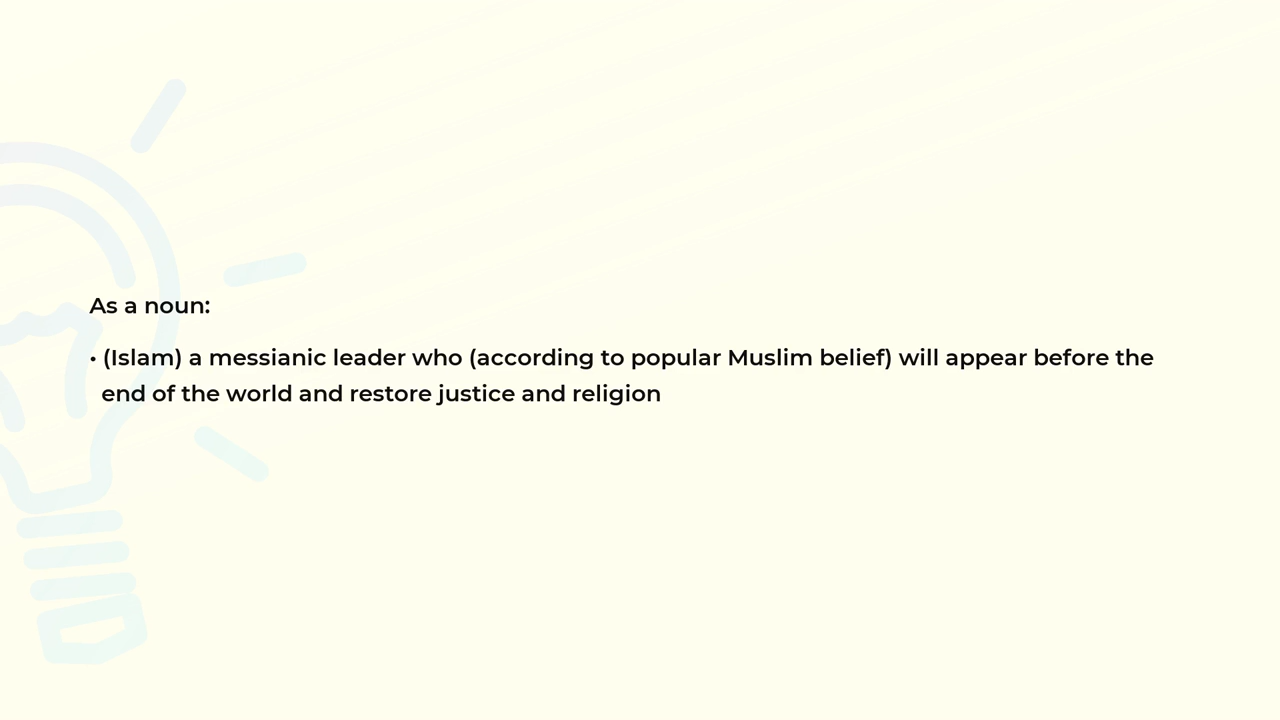 As a noun:
• (Islam) a messianic leader who (according to popular Muslim belief) will appear before the
end of the world and restore justice and religion